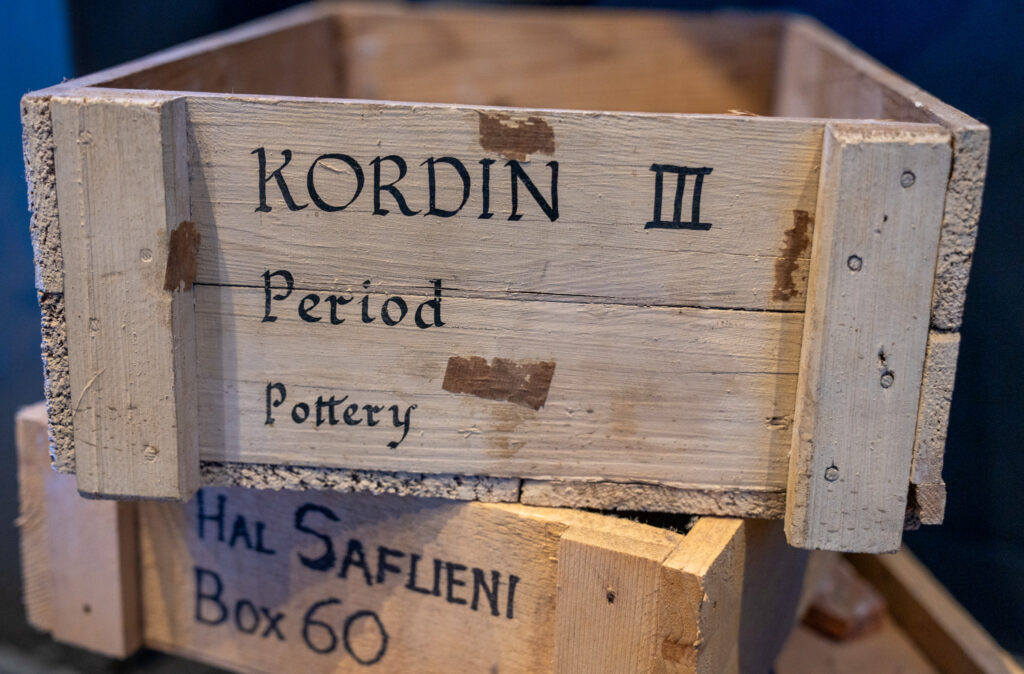 KORDIN III
Period
Pottery
HAL SAFLIENI
BOX 60